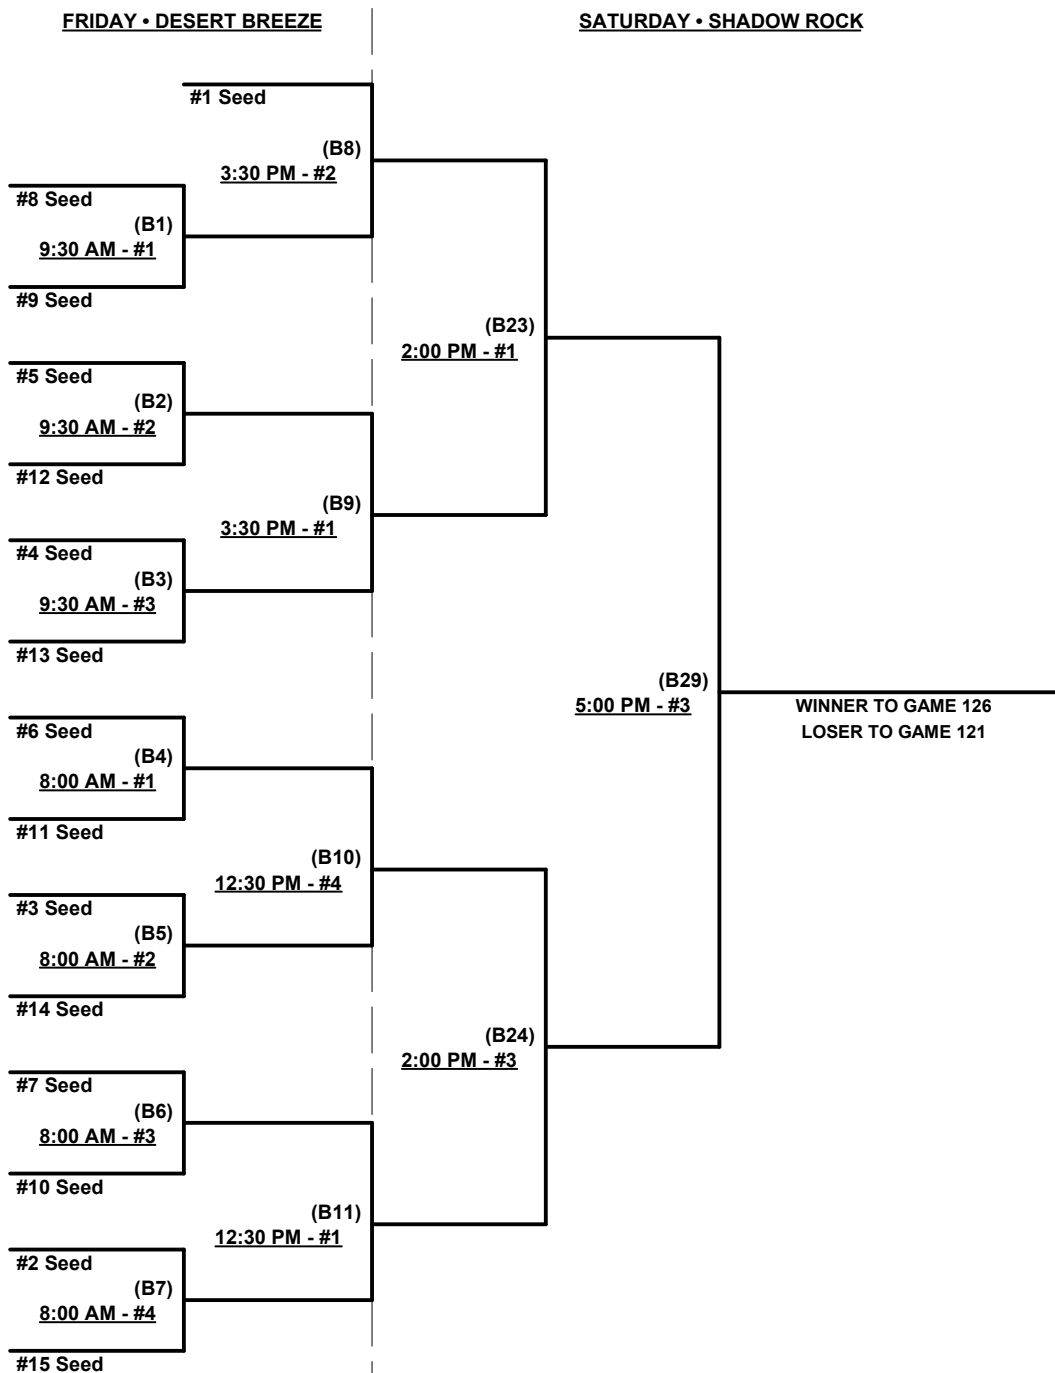 FRIDAY • DESERT BREEZE
SATURDAY • SHADOW ROCK
#1 Seed
(B8)
3:30 PM - #2
#8 Seed
(B1)
9:30 AM - #1
#9 Seed
(B23)
2:00 PM - #1
#5 Seed
(B2)
9:30 AM - #2
#12 Seed
(B9)
3:30 PM - #1
#4 Seed
(B3)
9:30 AM - #3
#13 Seed
(B29)
5:00 PM - #3
WINNER TO GAME 126
LOSER TO GAME 121
#6 Seed
(B4)
8:00 AM - #1
#11 Seed
(B10)
12:30 PM - #4
#3 Seed
(B5)
8:00 AM - #2
#14 Seed
(B24)
2:00 PM - #3
#7 Seed
(B6)
8:00 AM - #3
#10 Seed
(B11)
12:30 PM - #1
#2 Seed
(B7)
8:00 AM - #4
#15 Seed